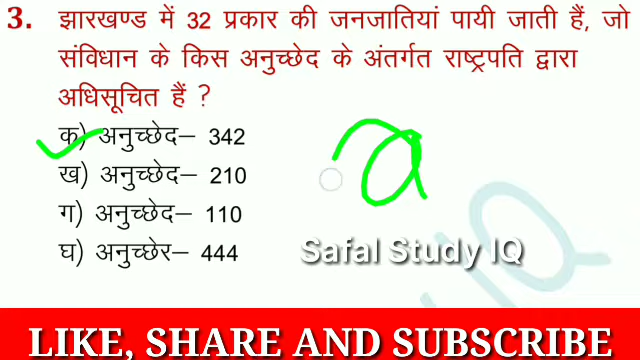 3. झारखण्ड में 32 प्रकार की जनजातियां पायी जाती हैं, जो
संविधान के किस अनुच्छेद के अंतर्गत राष्ट्रपति द्वारा
अधिसूचित हैं ?
क) अनुच्छेद– 342
ख) अनुच्छेद– 210
ग) अनुच्छेद– 110
घ) अनुच्छेर– 444
a
Safal Study IQ
LIKE, SHARE AND SUBSCRIBE